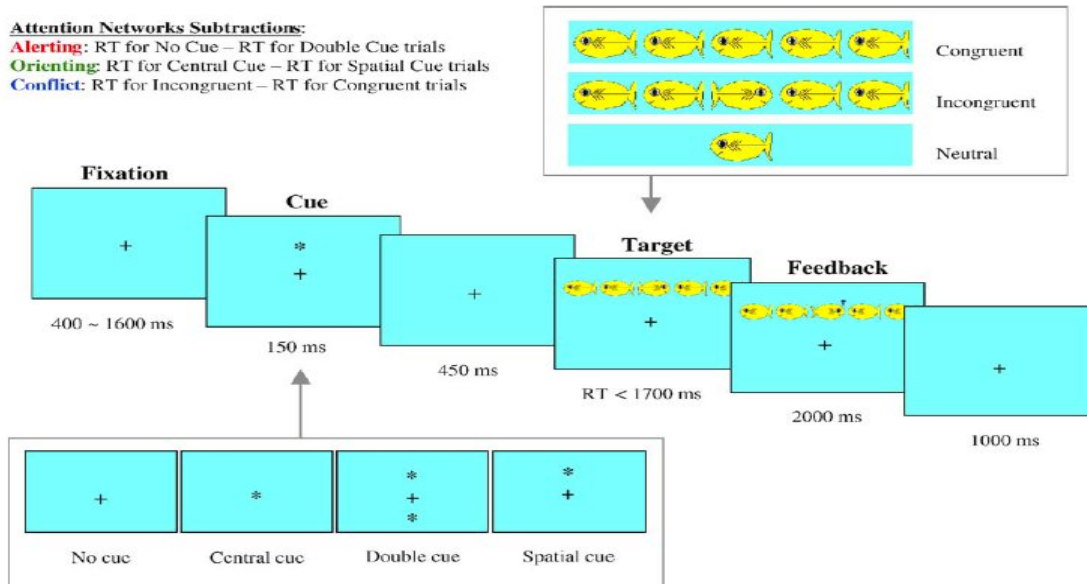 Attention Networks Subtractions:
Alerting: RT for No Cue – RT for Double Cue trials
Orienting: RT for Central Cue – RT for Spatial Cue trials
Conflict: RT for Incongruent – RT for Congruent trials
Congruent
Incongruent
Neutral
Fixation
Cue
Target
Feedback
400 ~ 1600 ms
150 ms
450 ms
RT < 1700 ms
2000 ms
1000 ms
No cue
Central cue
Double cue
Spatial cue